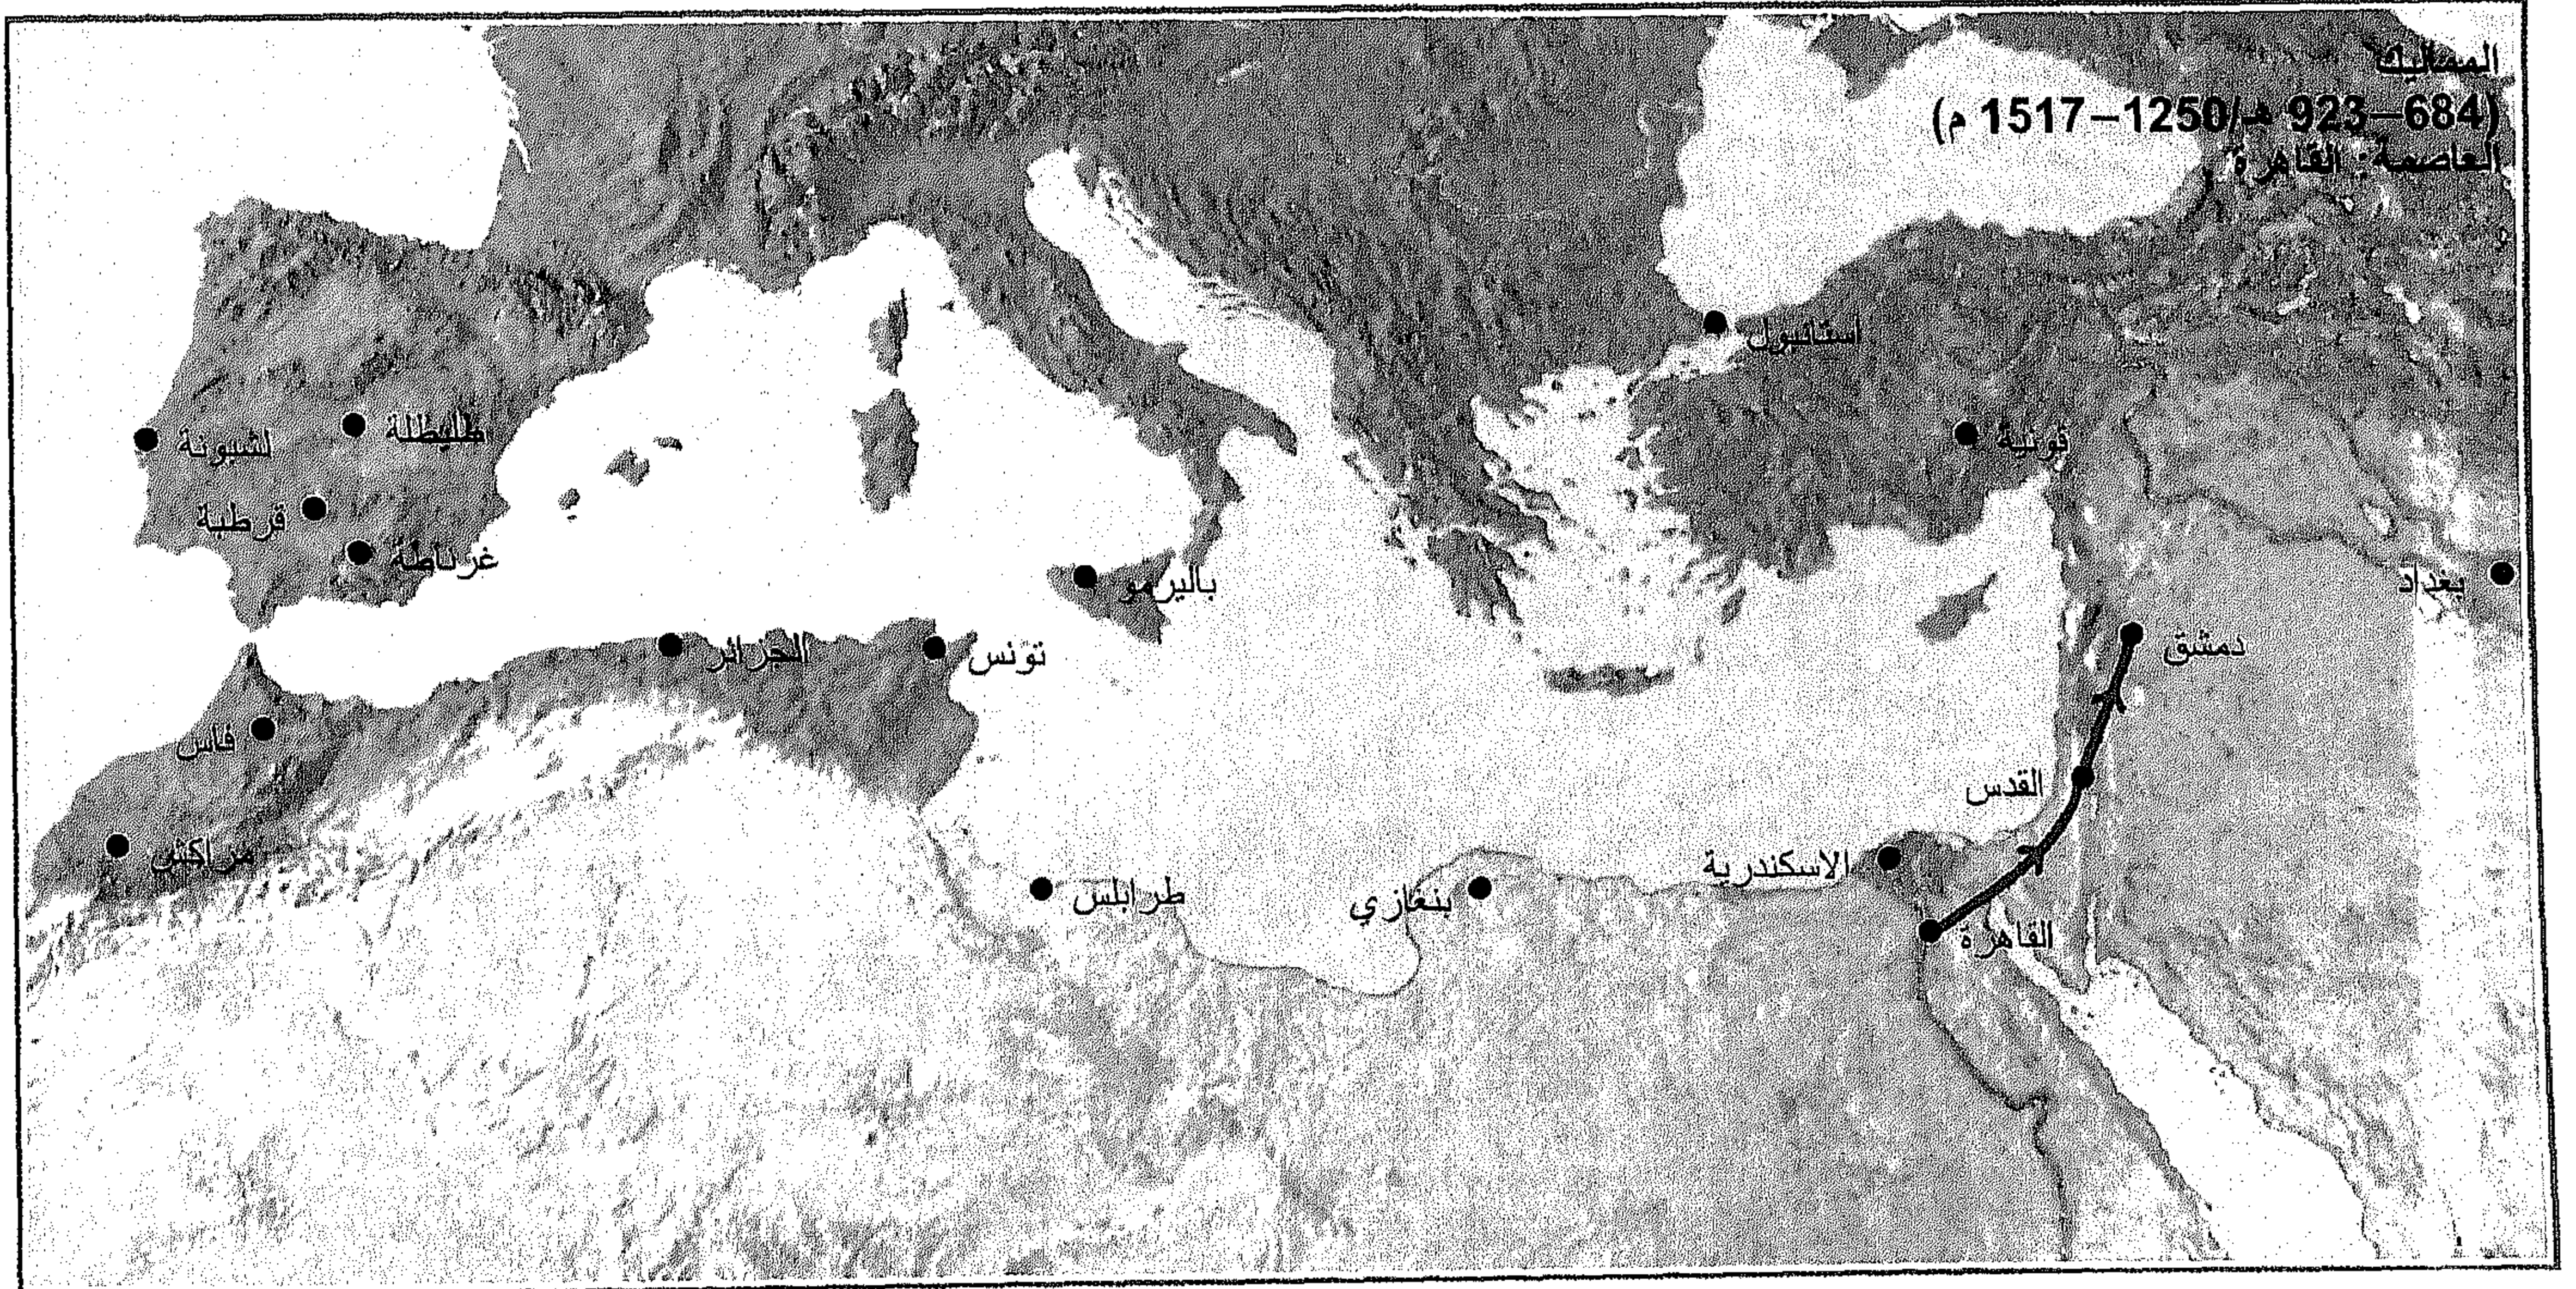 المماليك
(684–923 هـ/1250–1517 م)
العاصمة: القاهرة
استانبول
لشبونة
طليطلة
قونية
قرطبة
غرناطة
باليرمو
بغداد
الجزائر
تونس
دمشق
فاس
القدس
مراكش
الاسكندرية
طرابلس
بنغازي
القاهرة